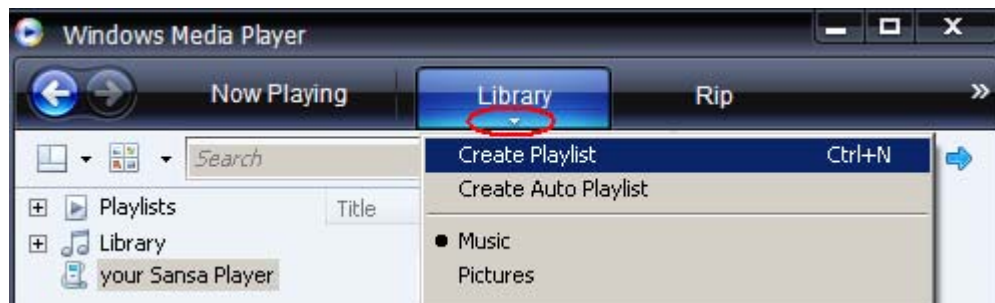 Windows Media Player
Now Playing Library Rip »
Search
Create Playlist Ctrl+N
Create Auto Playlist
Playlists Title
Library
Music
your Sansa Player
Pictures